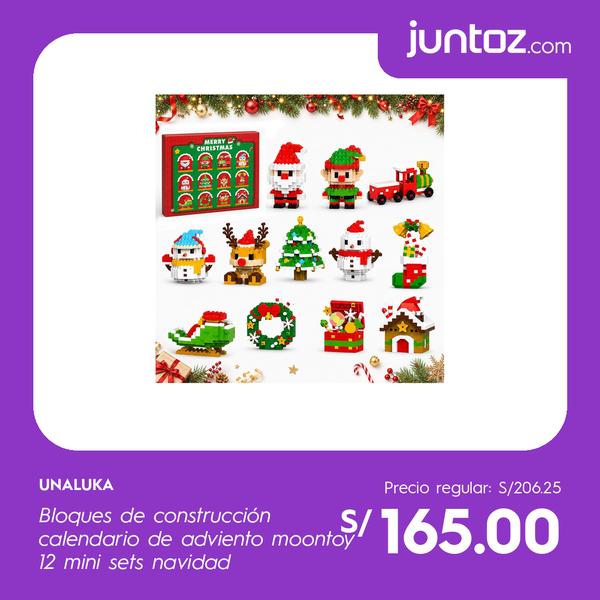 juntoz.com
MERRY
CHRISTMAS
UNALUKA
Bloques de construcción
calendario de adviento moontoy
12 mini sets navidad
Precio regular: S/206.25
S/165.00